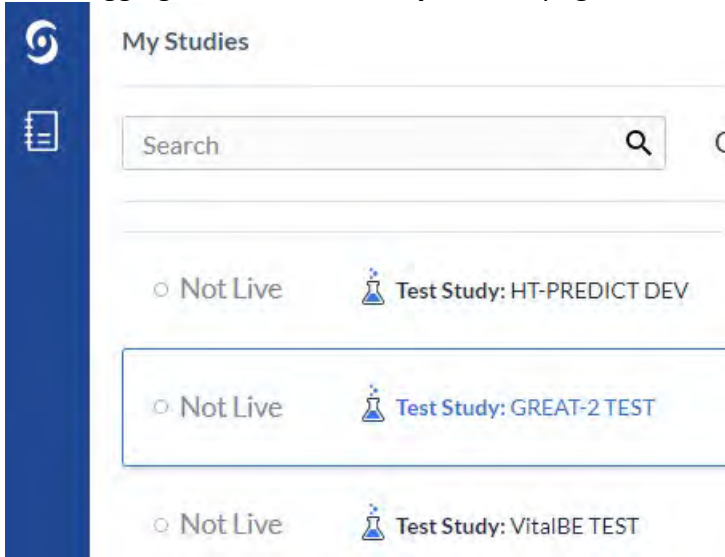 My Studies
Search
Not Live Test Study: HT-PREDICT DEV
Not Live Test Study: GREAT-2 TEST
Not Live Test Study: VitalBE TEST